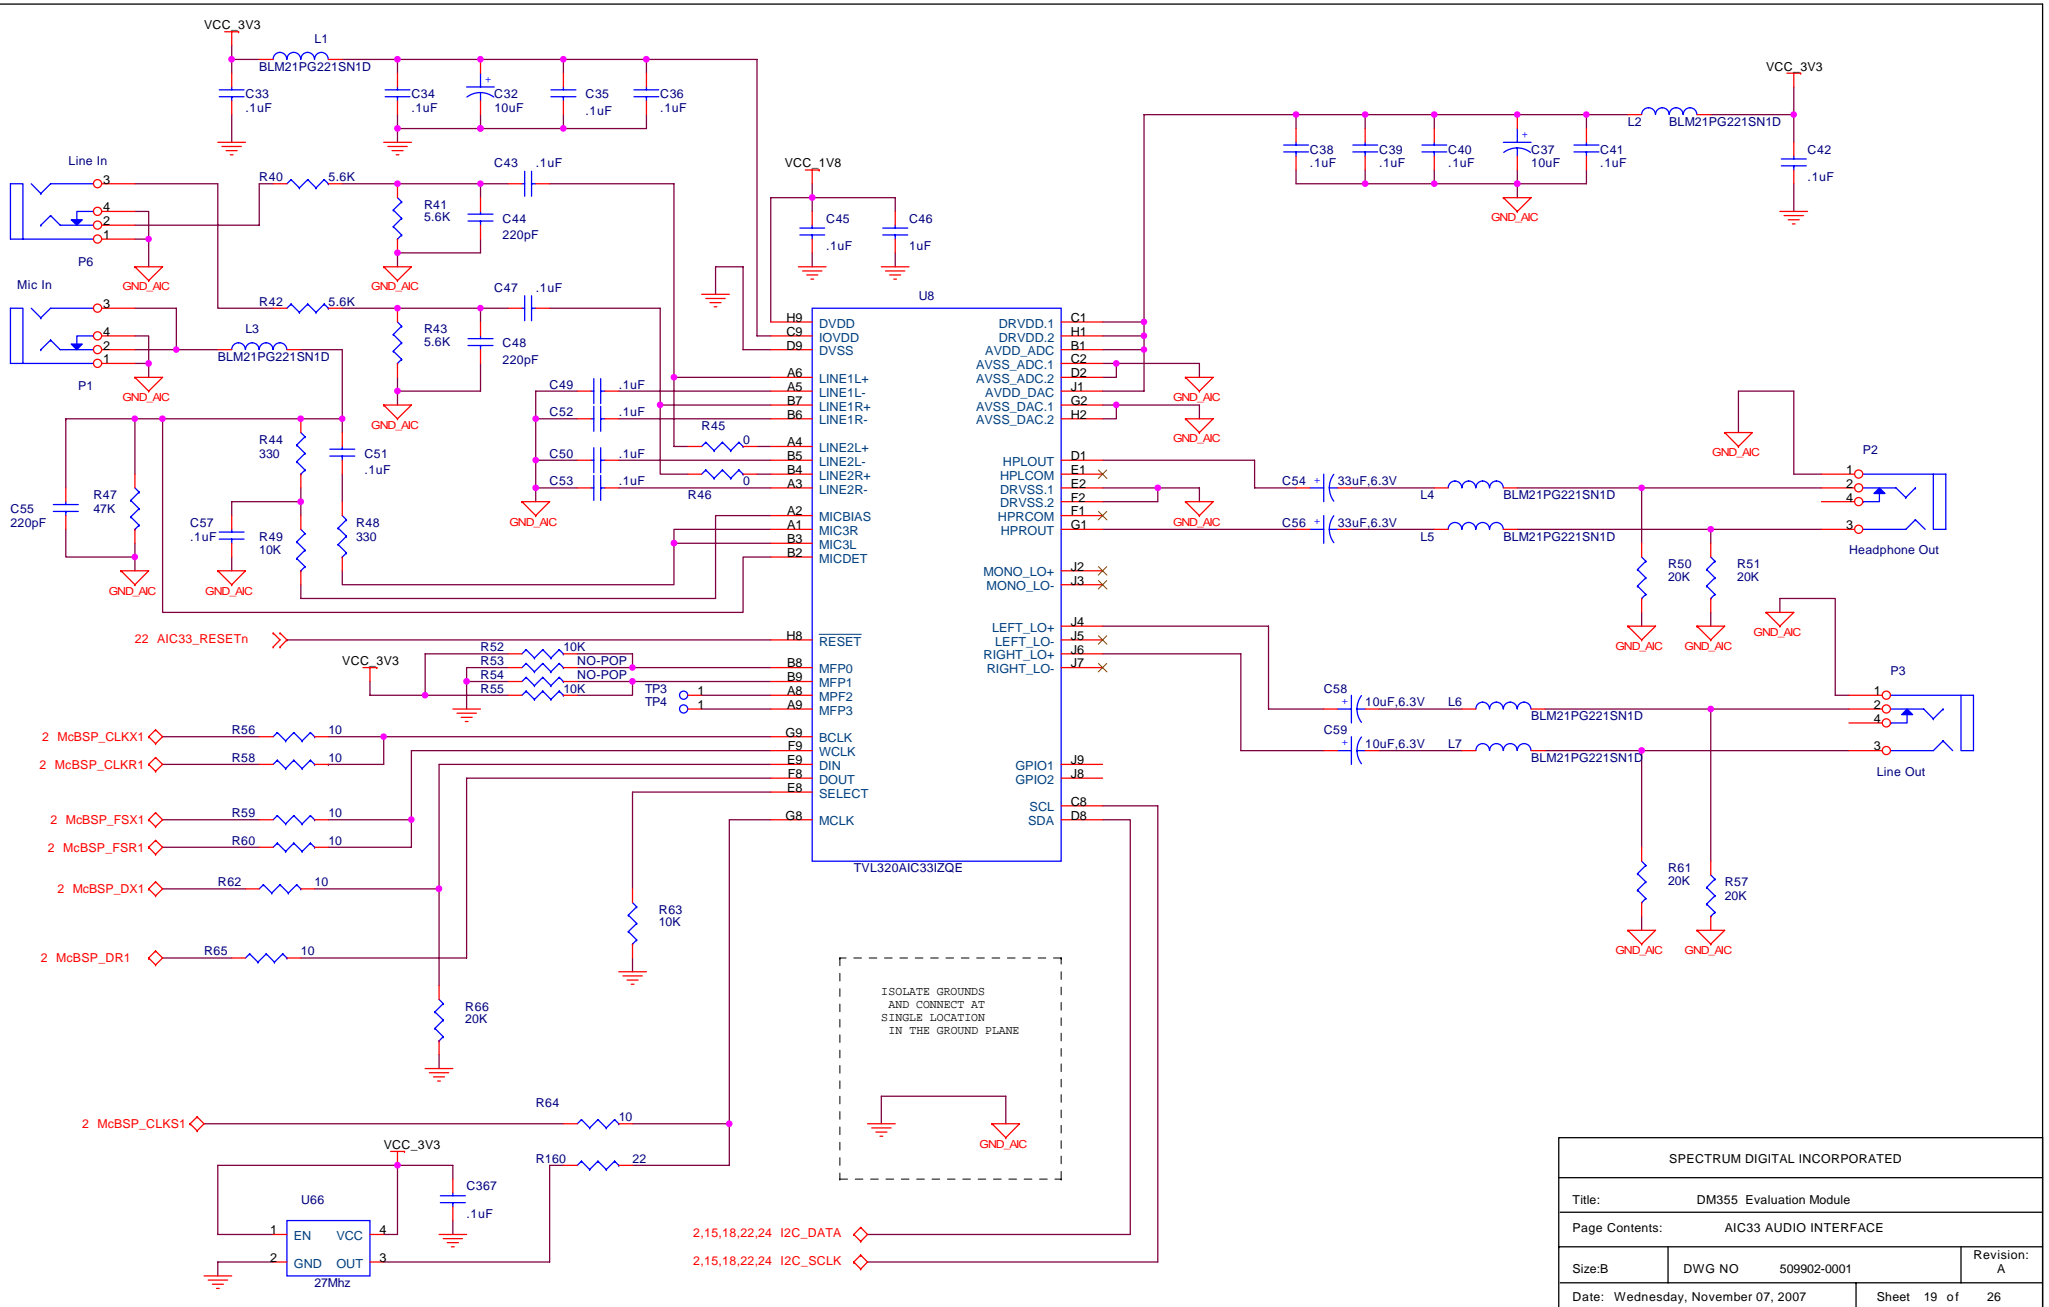 VCC_3V3
L1
BLM21PG221SN1D
C33
.1uF
C34
.1uF
C32
10uF
C35
.1uF
C36
.1uF
VCC_3V3
L2
BLM21PG221SN1D
C38
.1uF
C39
.1uF
C40
.1uF
C37
10uF
C41
.1uF
C42
.1uF
GND_AIC
Line In
3
4
2
1
P6
GND_AIC
R40
5.6K
R41
5.6K
GND_AIC
C43
.1uF
C44
220pF
VCC_1V8
C45
.1uF
C46
1uF
Mic In
3
4
2
1
P1
GND_AIC
L3
BLM21PG221SN1D
R42
5.6K
R43
5.6K
GND_AIC
C47
.1uF
C48
220pF
C49
.1uF
C52
.1uF
C50
.1uF
C53
.1uF
GND_AIC
R45
0
R46
0
C55
220pF
R47
47K
GND_AIC
R44
330
C51
.1uF
C57
.1uF
GND_AIC
R49
10K
R48
330
U8
H9 DVDD
C9 IOVDD
D9 DVSS
A6 LINE1L+
A5 LINE1L-
B7 LINE1R+
B6 LINE1R-
A4 LINE2L+
B5 LINE2L-
B4 LINE2R+
A3 LINE2R-
A2 MICBIAS
A1 MIC3R
B3 MIC3L
B2 MICDET
H8 RESET
B8 MFP0
B9 MFP1
A8 MPF2
A9 MFP3
G9 BCLK
F9 WCLK
E9 DIN
F8 DOUT
E8 SELECT
G8 MCLK
DRVDD.1 C1
DRVDD.2 H1
AVDD_ADC B1
AVSS_ADC.1 C2
AVSS_ADC.2 D2
AVDD_DAC J1
AVSS_DAC.1 G2
AVSS_DAC.2 H2
HPLOUT D1
HPLCOM E1
DRVSS.1 E2
DRVSS.2 F2
HPRCOM F1
HPROUT G1
MONO_LO+ J2
MONO_LO- J3
LEFT_LO+ J4
LEFT_LO- J5
RIGHT_LO+ J6
RIGHT_LO- J7
GPIO1 J9
GPIO2 J8
SCL C8
SDA D8
TVL320AIC33IZQE
GND_AIC
GND_AIC
GND_AIC
C54
33uF,6.3V
L4
BLM21PG221SN1D
C56
33uF,6.3V
L5
BLM21PG221SN1D
GND_AIC
P2
1
2
4
3
Headphone Out
R50
20K
R51
20K
GND_AIC
GND_AIC
GND_AIC
P3
1
2
4
3
Line Out
C58
10uF,6.3V
L6
BLM21PG221SN1D
C59
10uF,6.3V
L7
BLM21PG221SN1D
R61
20K
R57
20K
GND_AIC
GND_AIC
22 AIC33_RESETn
VCC_3V3
R52
10K
R53
NO-POP
R54
NO-POP
R55
10K
TP3
1
TP4
1
2 McBSP_CLKX1
R56
10
2 McBSP_CLKR1
R58
10
2 McBSP_FSX1
R59
10
2 McBSP_FSR1
R60
10
2 McBSP_DX1
R62
10
2 McBSP_DR1
R65
10
R63
10K
R66
20K
2 McBSP_CLKS1
R64
10
R160
22
VCC_3V3
C367
.1uF
U66
1 EN VCC 4
2 GND OUT 3
27Mhz
ISOLATE GROUNDS
AND CONNECT AT
SINGLE LOCATION
IN THE GROUND PLANE
GND_AIC
2,15,18,22,24 I2C_DATA
2,15,18,22,24 I2C_SCLK
SPECTRUM DIGITAL INCORPORATED
Title: DM355 Evaluation Module
Page Contents: AIC33 AUDIO INTERFACE
Size:B DWG NO 509902-0001 Revision: A
Date: Wednesday, November 07, 2007 Sheet 19 of 26